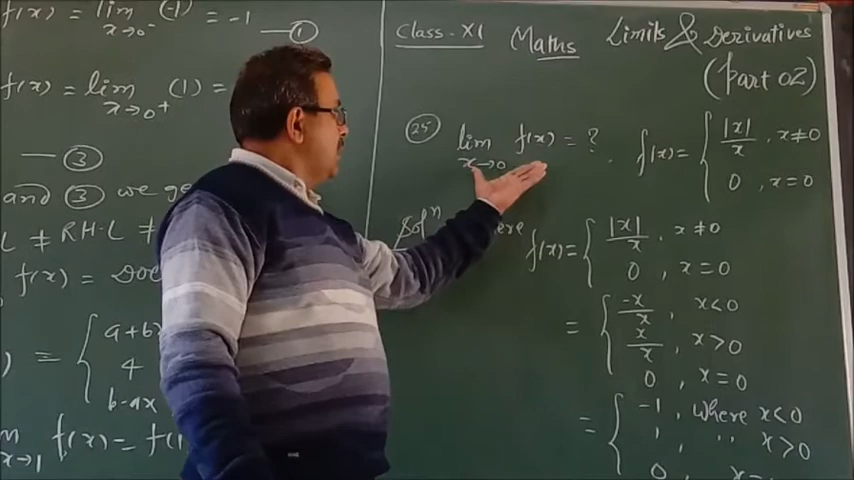 f(x) = lim x→0⁻ (-1) = -1
— ①
f(x) = lim x→0⁺ (1) =
— ③
and ③ we ge
L ≠ RHL ≠
f(x) = Doe
) ≡ { a+b
4
b-ax
m x→1 f(x) = f(1
Class-XI Maths Limits & Derivatives
(Part 02)
㉕ lim x→0 f(x) = ? . f(x) = { |x|/x , x≠0
0 , x=0
Solⁿ ere f(x) = { |x|/x , x≠0
0 , x=0
= { -x/x , x<0
x/x , x>0
0 , x=0
= { -1 , where x<0
1 , " x>0
0 , x=